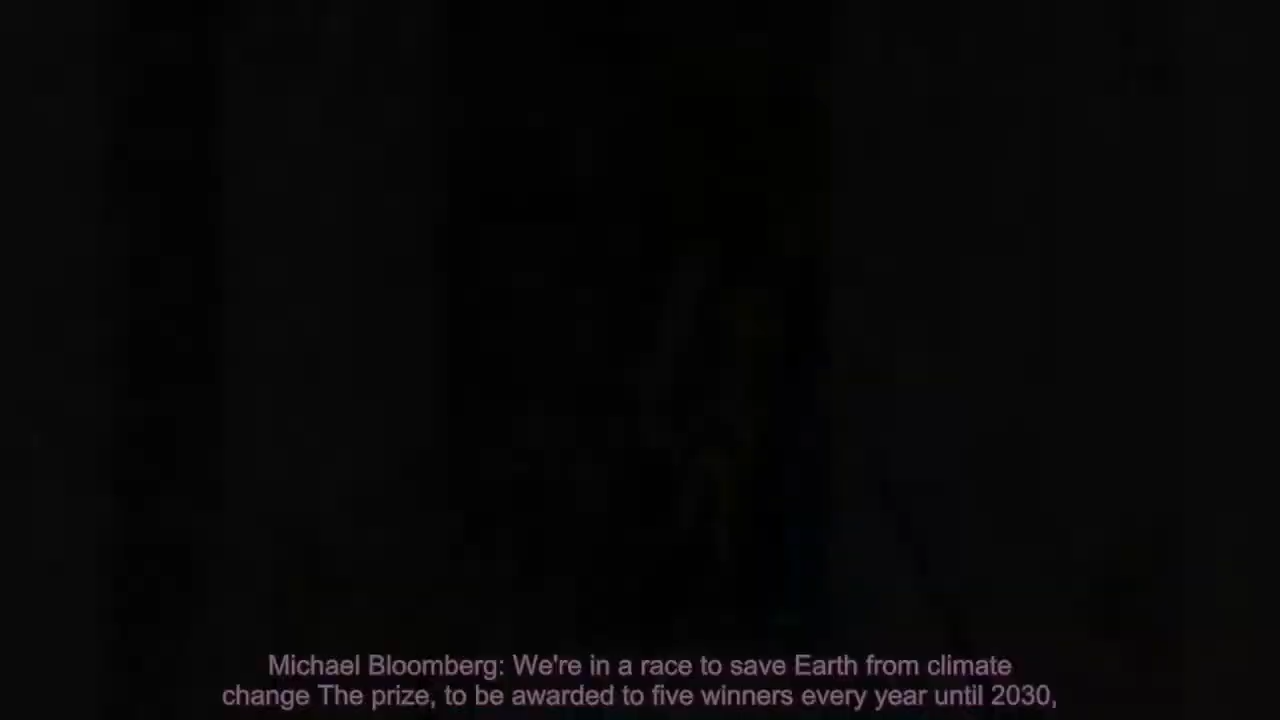 Michael Bloomberg: We're in a race to save Earth from climate
change The prize, to be awarded to five winners every year until 2030,